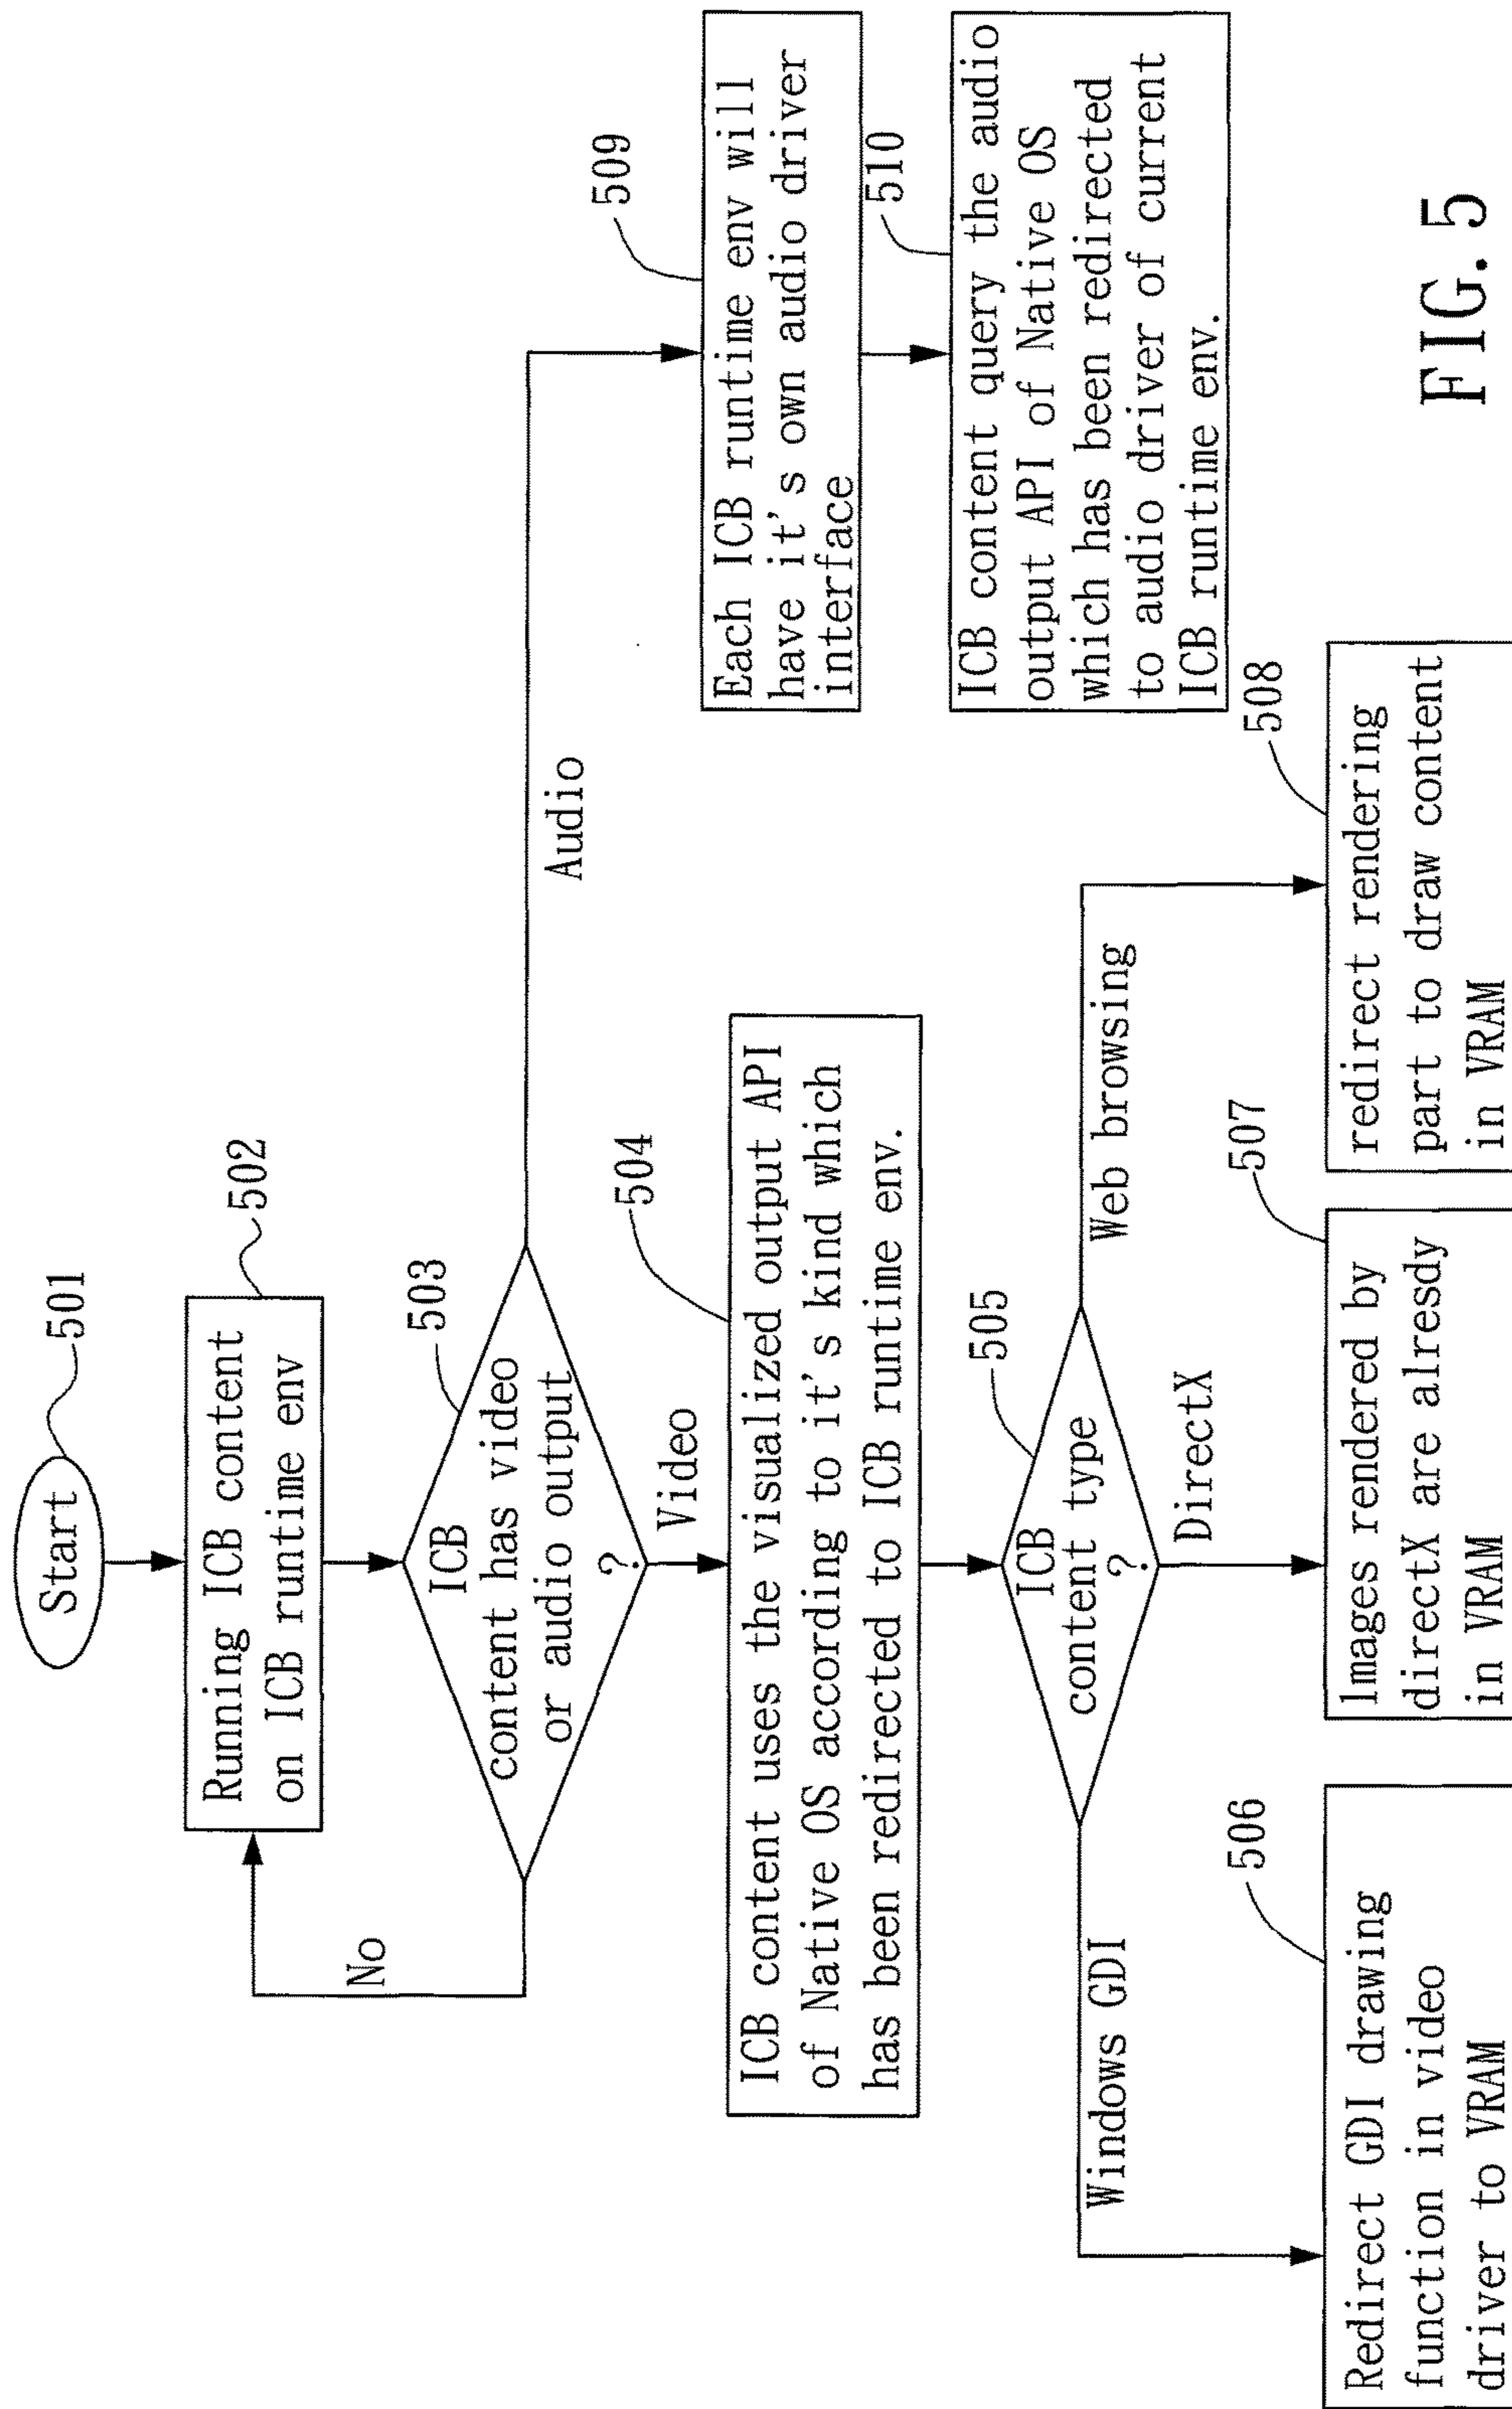 Start
501
Running ICB content
on ICB runtime env
502
ICB
content has video
or audio output
?
503
No
Video
Audio
ICB content uses the visualized output API
of Native OS according to it's kind which
has been redirected to ICB runtime env.
504
Each ICB runtime env will
have it's own audio driver
interface
509
ICB content query the audio
output API of Native OS
which has been redirected
to audio driver of current
ICB runtime env.
510
ICB
content type
?
505
Windows GDI
DirectX
Web browsing
Redirect GDI drawing
function in video
driver to VRAM
506
Images rendered by
directX are alresdy
in VRAM
507
redirect rendering
part to draw content
in VRAM
508
FIG. 5